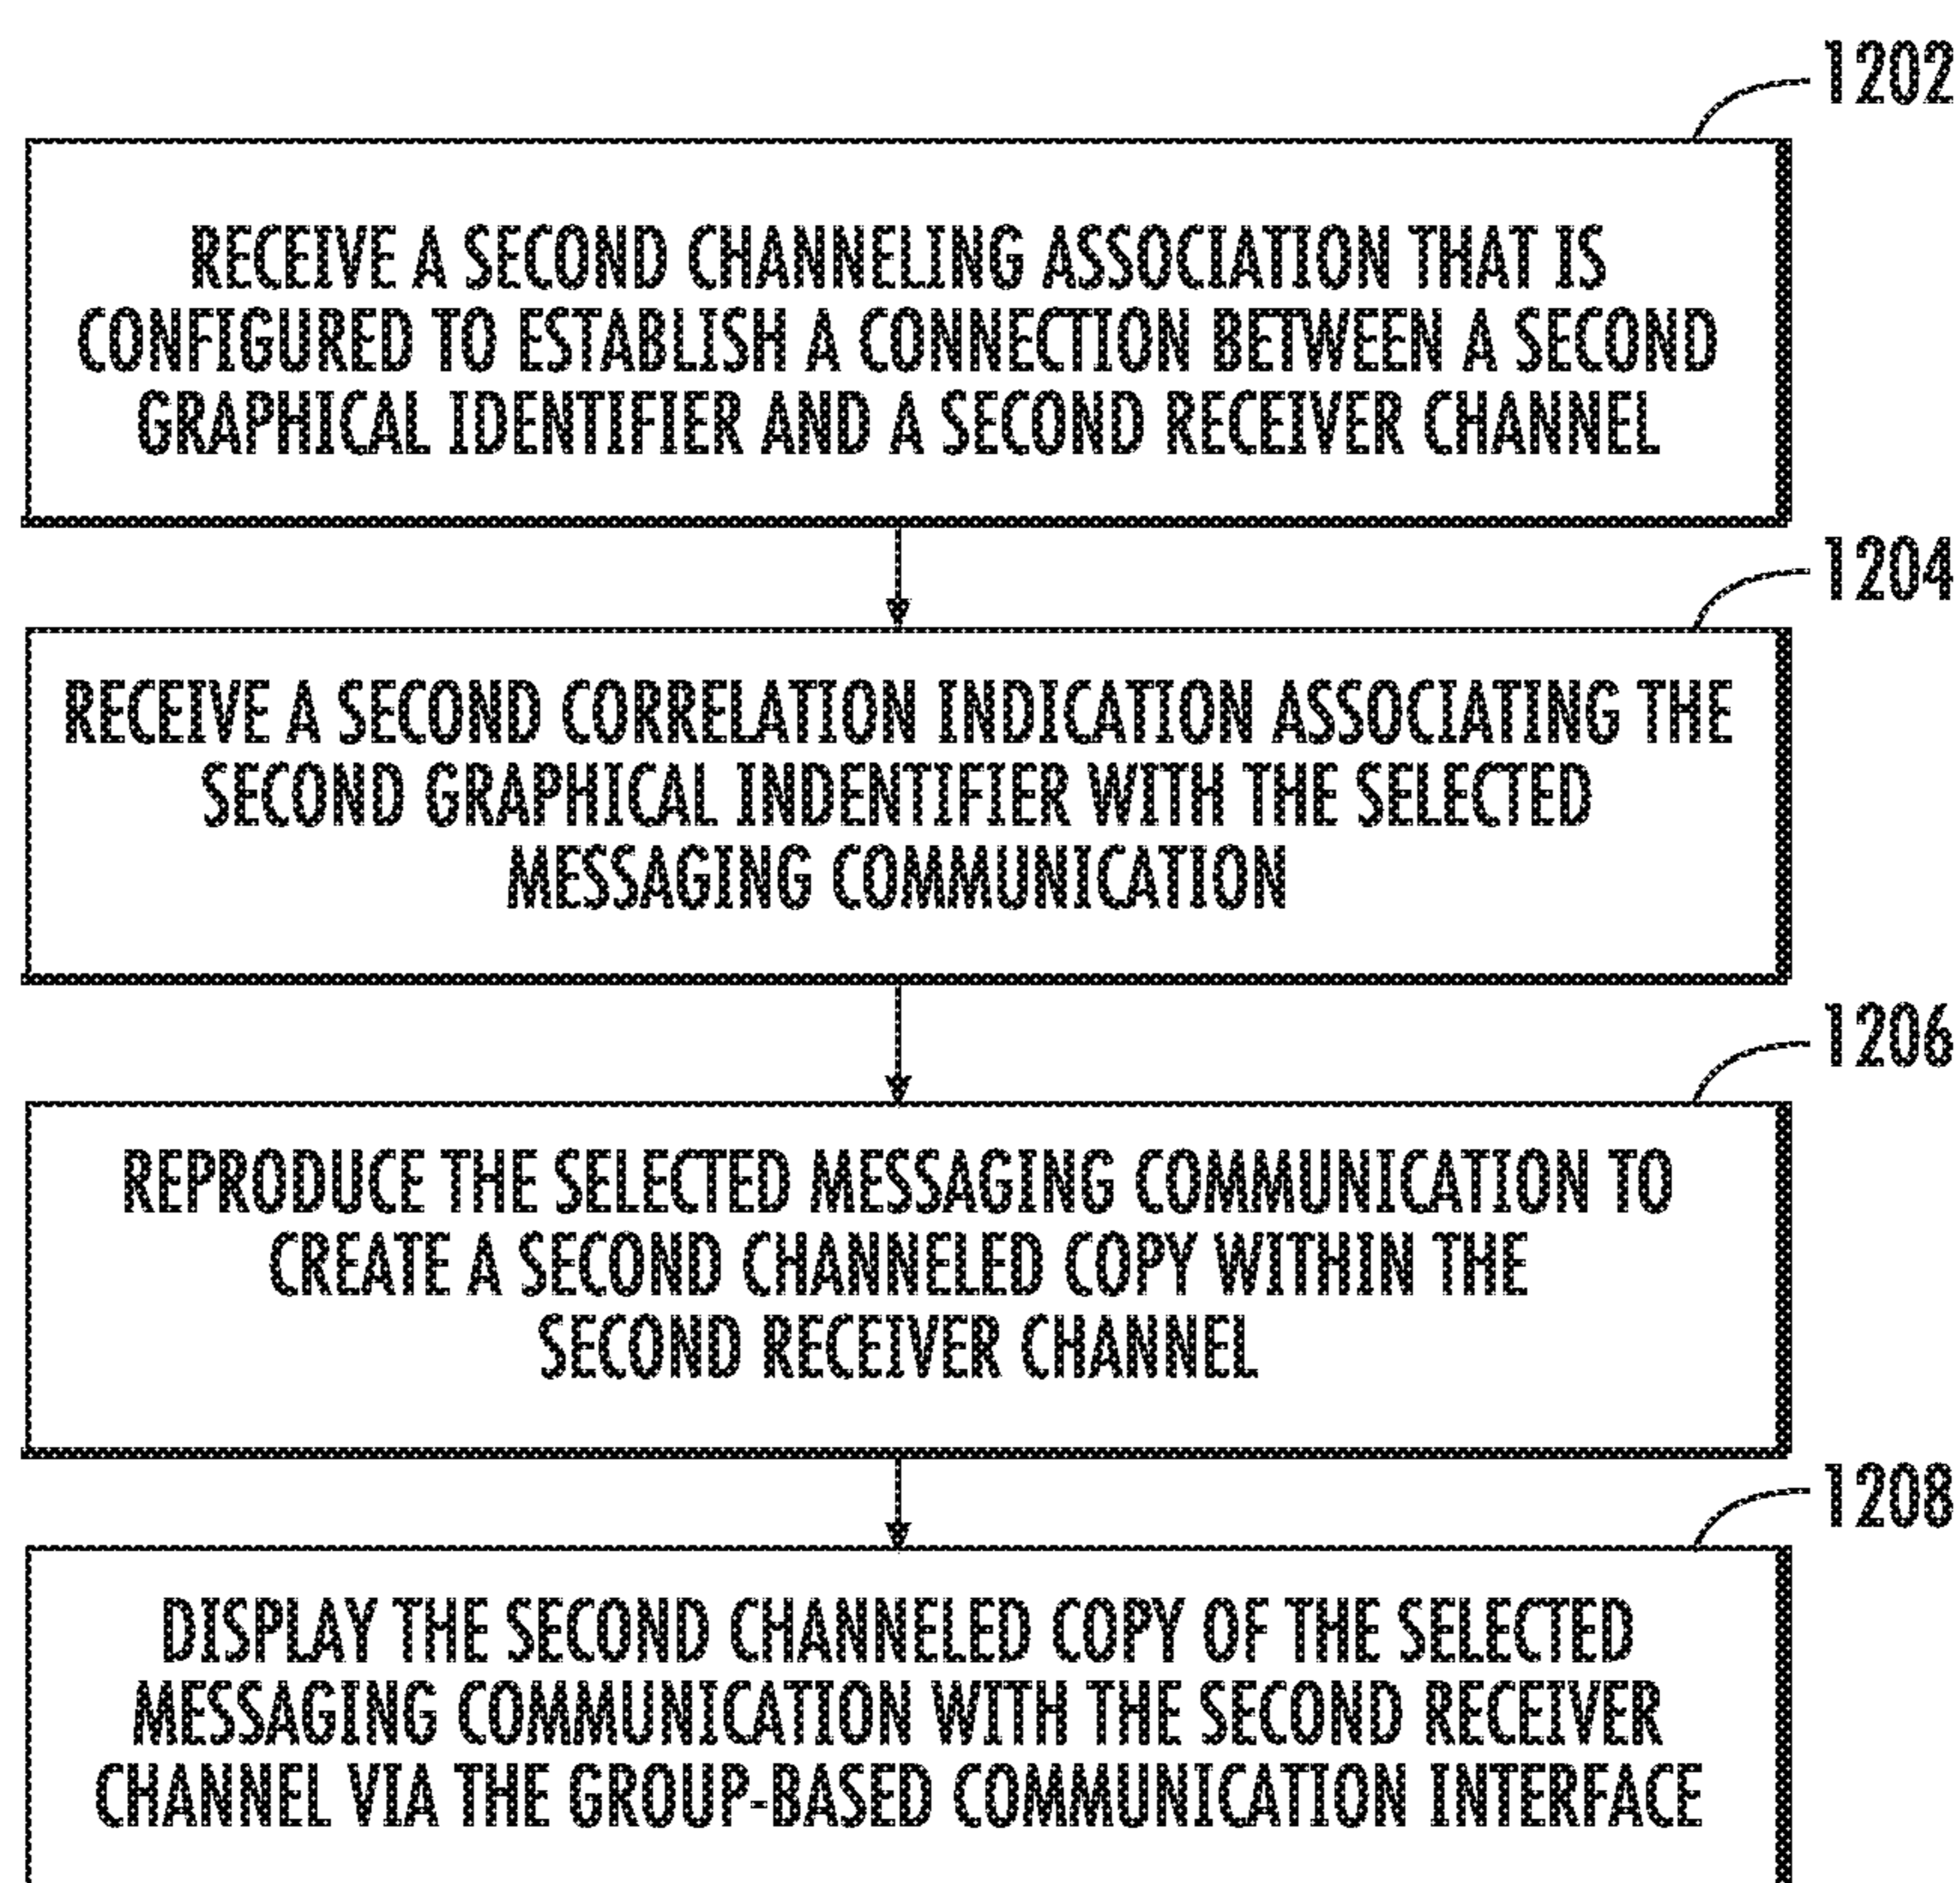 1202
RECEIVE A SECOND CHANNELING ASSOCIATION THAT IS
CONFIGURED TO ESTABLISH A CONNECTION BETWEEN A SECOND
GRAPHICAL IDENTIFIER AND A SECOND RECEIVER CHANNEL
1204
RECEIVE A SECOND CORRELATION INDICATION ASSOCIATING THE
SECOND GRAPHICAL INDENTIFIER WITH THE SELECTED
MESSAGING COMMUNICATION
1206
REPRODUCE THE SELECTED MESSAGING COMMUNICATION TO
CREATE A SECOND CHANNELED COPY WITHIN THE
SECOND RECEIVER CHANNEL
1208
DISPLAY THE SECOND CHANNELED COPY OF THE SELECTED
MESSAGING COMMUNICATION WITH THE SECOND RECEIVER
CHANNEL VIA THE GROUP-BASED COMMUNICATION INTERFACE